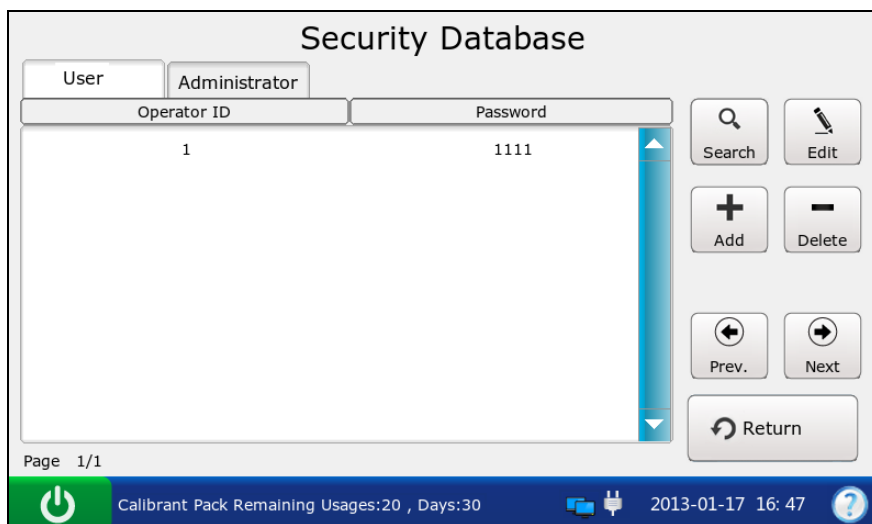 Security Database
User Administrator
Operator ID Password
1 1111
Search Edit
Add Delete
Prev. Next
Return
Page 1/1
Calibrant Pack Remaining Usages:20 , Days:30 2013-01-17 16: 47 ?